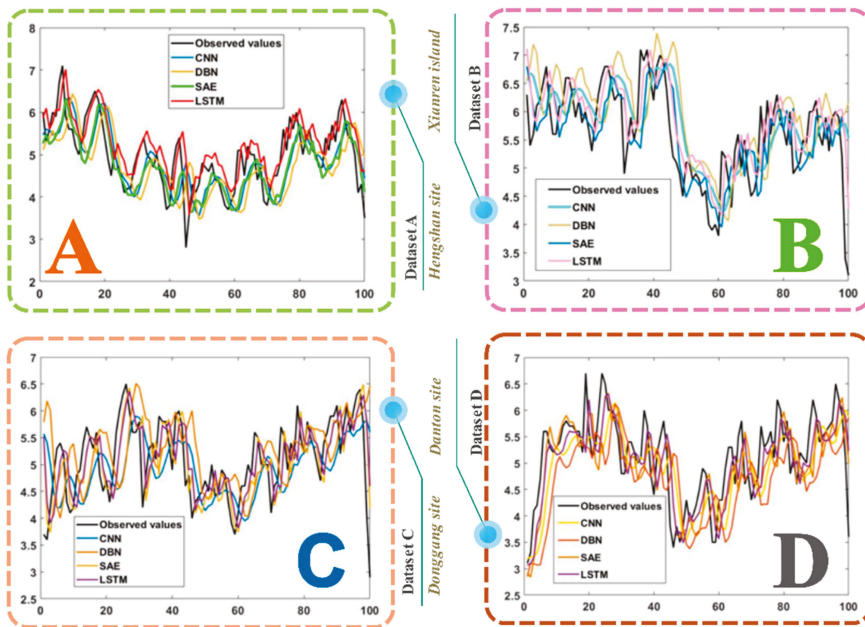 8
7
6
5
4
3
2
0
20
40
60
80
100
Observed values
CNN
DBN
SAE
LSTM
A
Dataset A
Hengshan site
Xianren island
Dataset B
7.5
7
6.5
6
5.5
5
4.5
4
3.5
3
0
20
40
60
80
100
Observed values
CNN
DBN
SAE
LSTM
B
7
6.5
6
5.5
5
4.5
4
3.5
3
2.5
0
20
40
60
80
100
Observed values
CNN
DBN
SAE
LSTM
C
Dataset C
Donggang site
Danton site
Dataset D
7
6.5
6
5.5
5
4.5
4
3.5
3
2.5
0
20
40
60
80
100
Observed values
CNN
DBN
SAE
LSTM
D